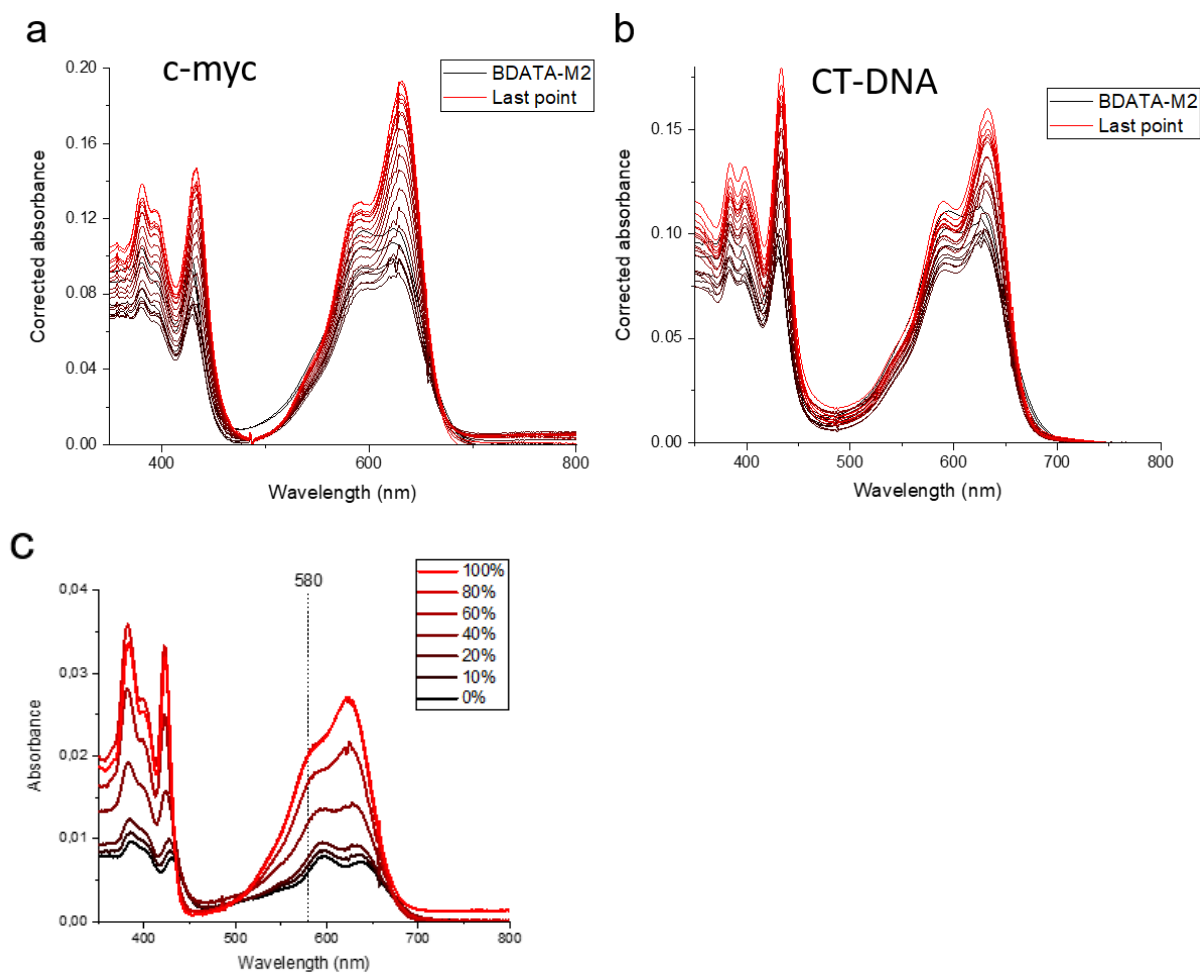 a
c-myc
BDATA-M2
Last point
0.20
0.16
0.12
0.08
0.04
0.00
Corrected absorbance
400
600
800
Wavelength (nm)
b
CT-DNA
BDATA-M2
Last point
0.15
0.10
0.05
0.00
Corrected absorbance
400
500
600
700
800
Wavelength (nm)
c
580
100%
80%
60%
40%
20%
10%
0%
0,04
0,03
0,02
0,01
0,00
Absorbance
400
500
600
700
800
Wavelength (nm)